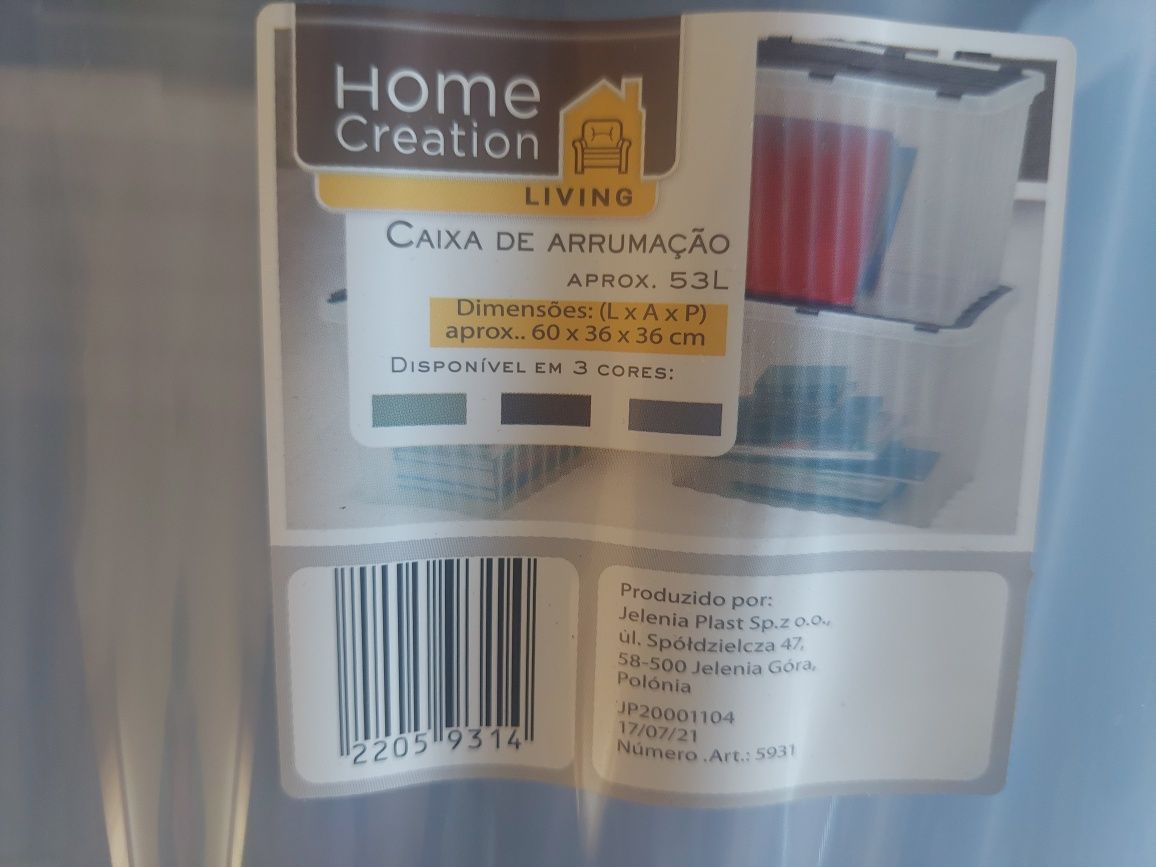 Home
Creation
LIVING
CAIXA DE ARRUMAÇÃO
APROX. 53L
Dimensões: (L x A x P)
aprox.. 60 x 36 x 36 cm
DISPONÍVEL EM 3 CORES:
2205 9314
Produzido por:
Jelenia Plast Sp.z o.o.,
ul. Spółdzielcza 47,
58-500 Jelenia Góra,
Polónia
JP20001104
17/07/21
Número .Art.: 5931